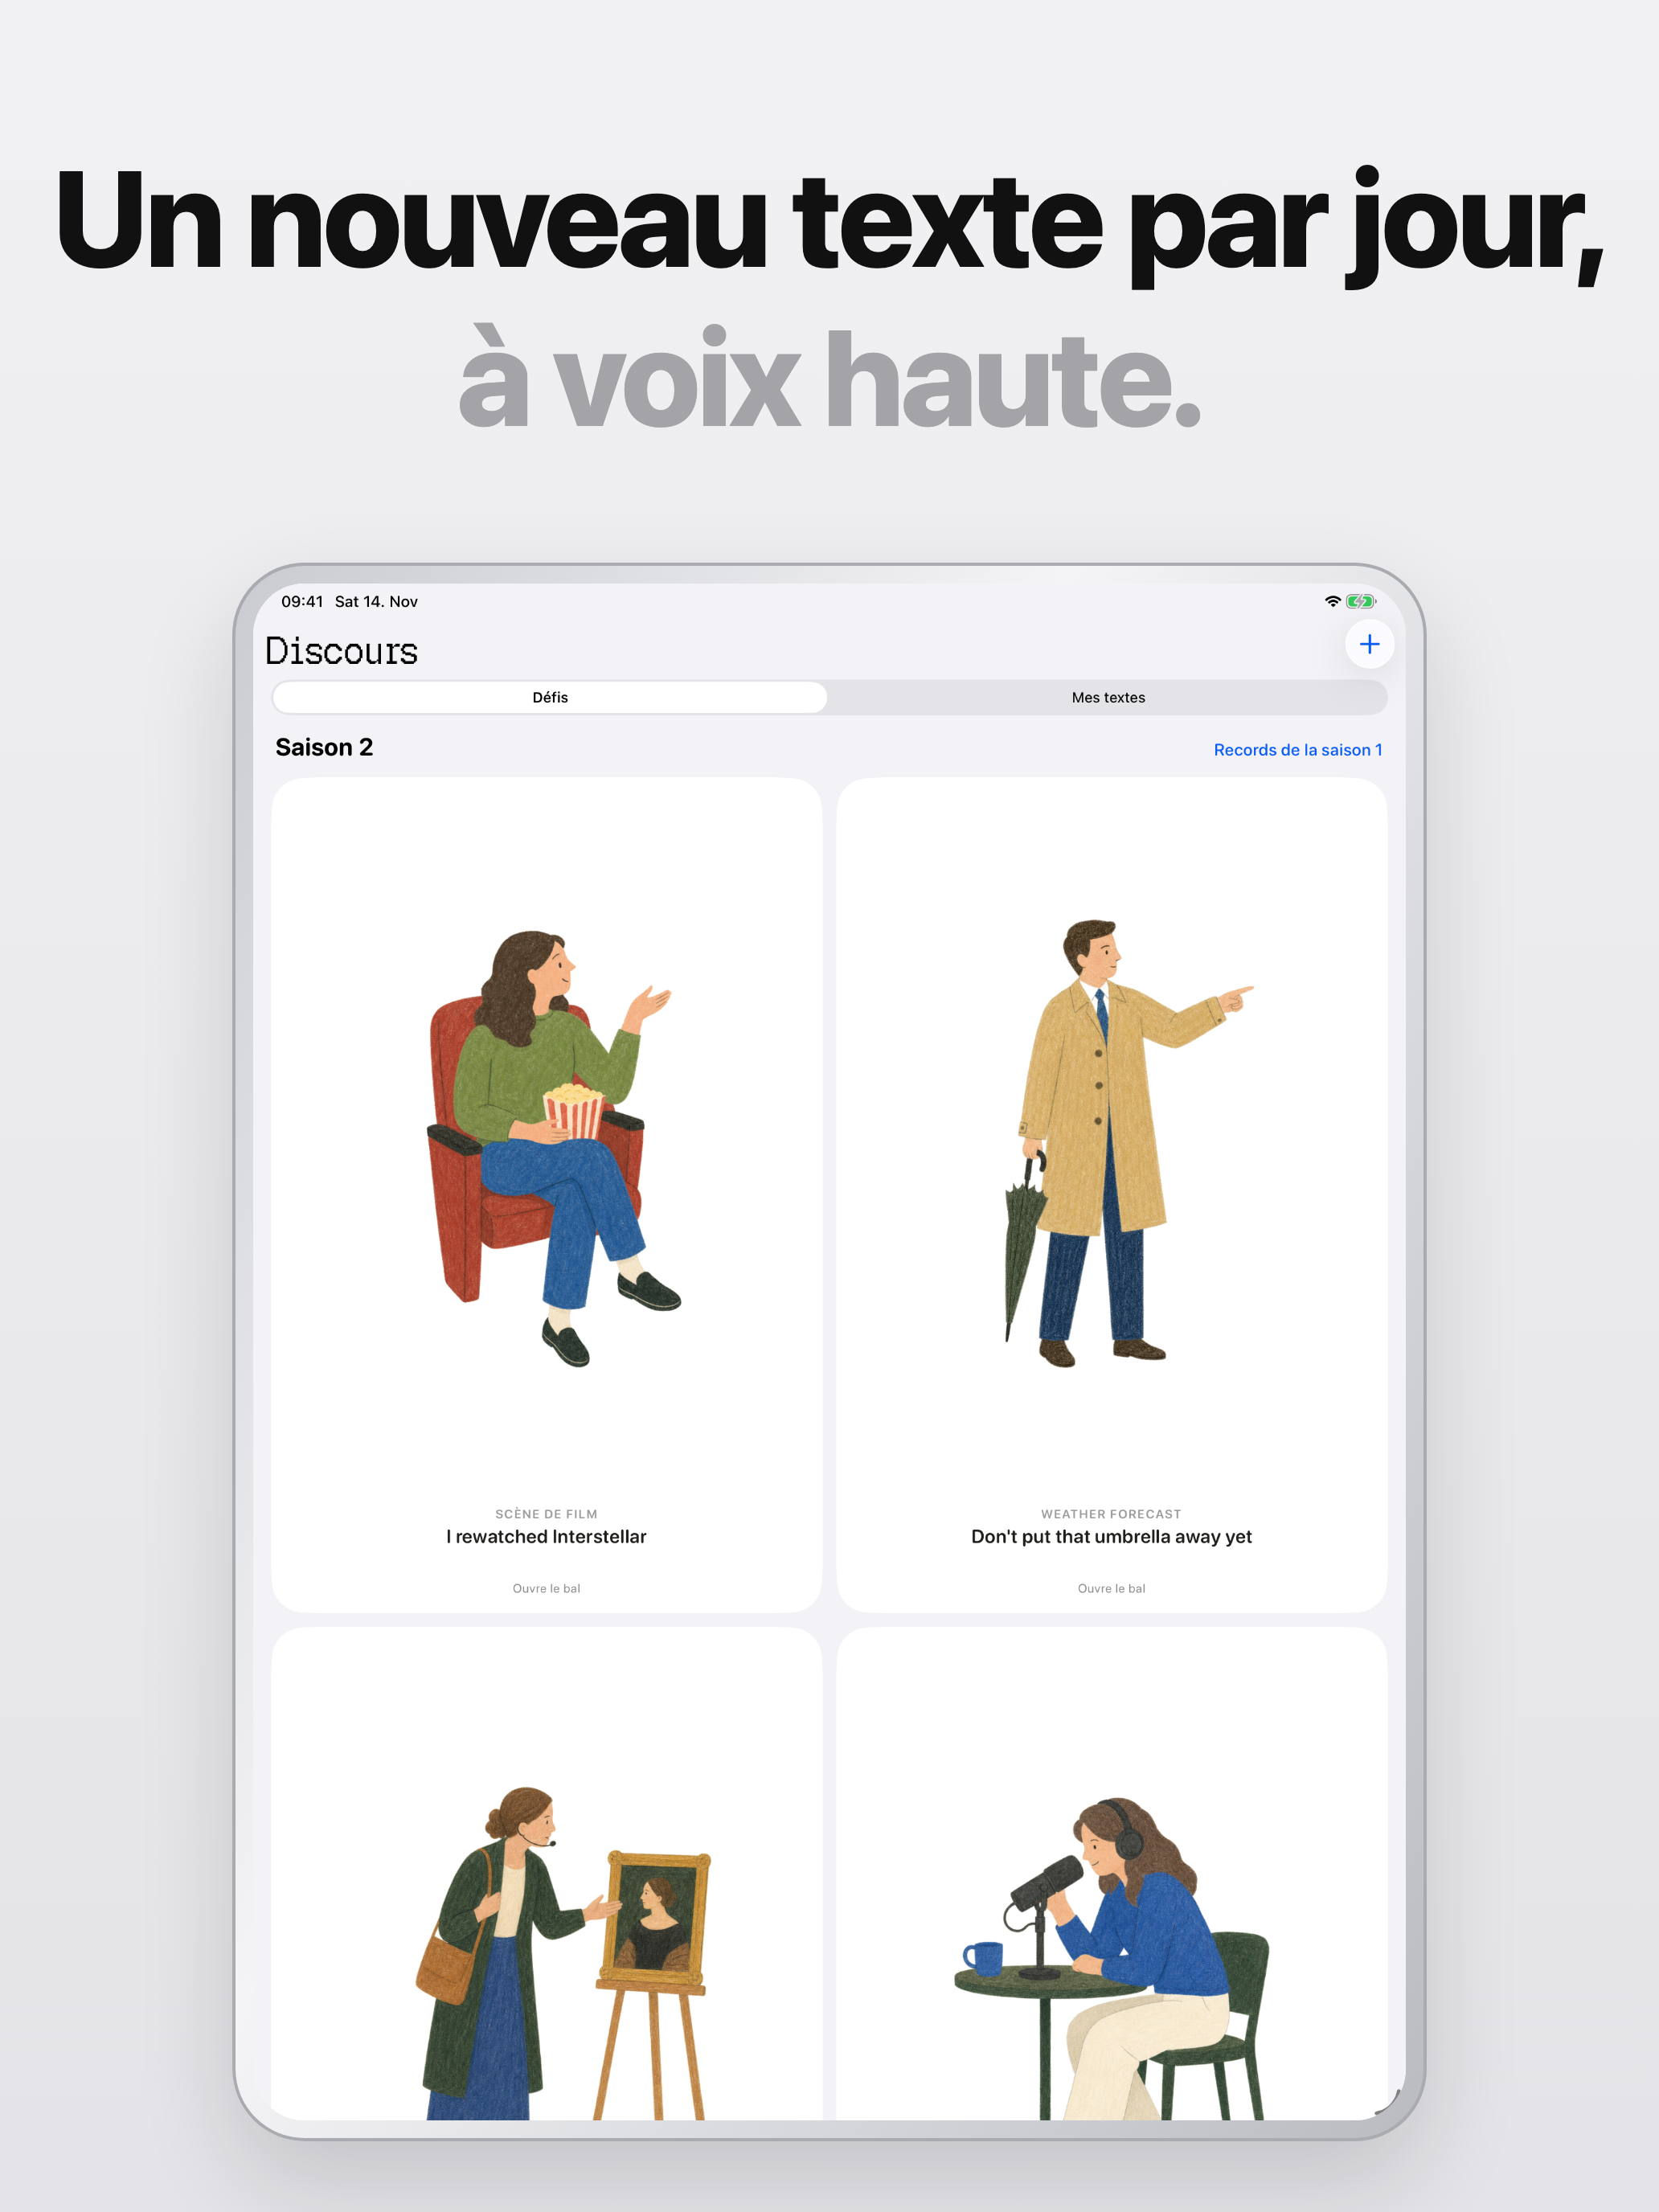 Un nouveau texte par jour,
à voix haute.
09:41 Sat 14. Nov
Discours
Défis
Mes textes
Saison 2
Records de la saison 1
SCÈNE DE FILM
I rewatched Interstellar
Ouvre le bal
WEATHER FORECAST
Don't put that umbrella away yet
Ouvre le bal